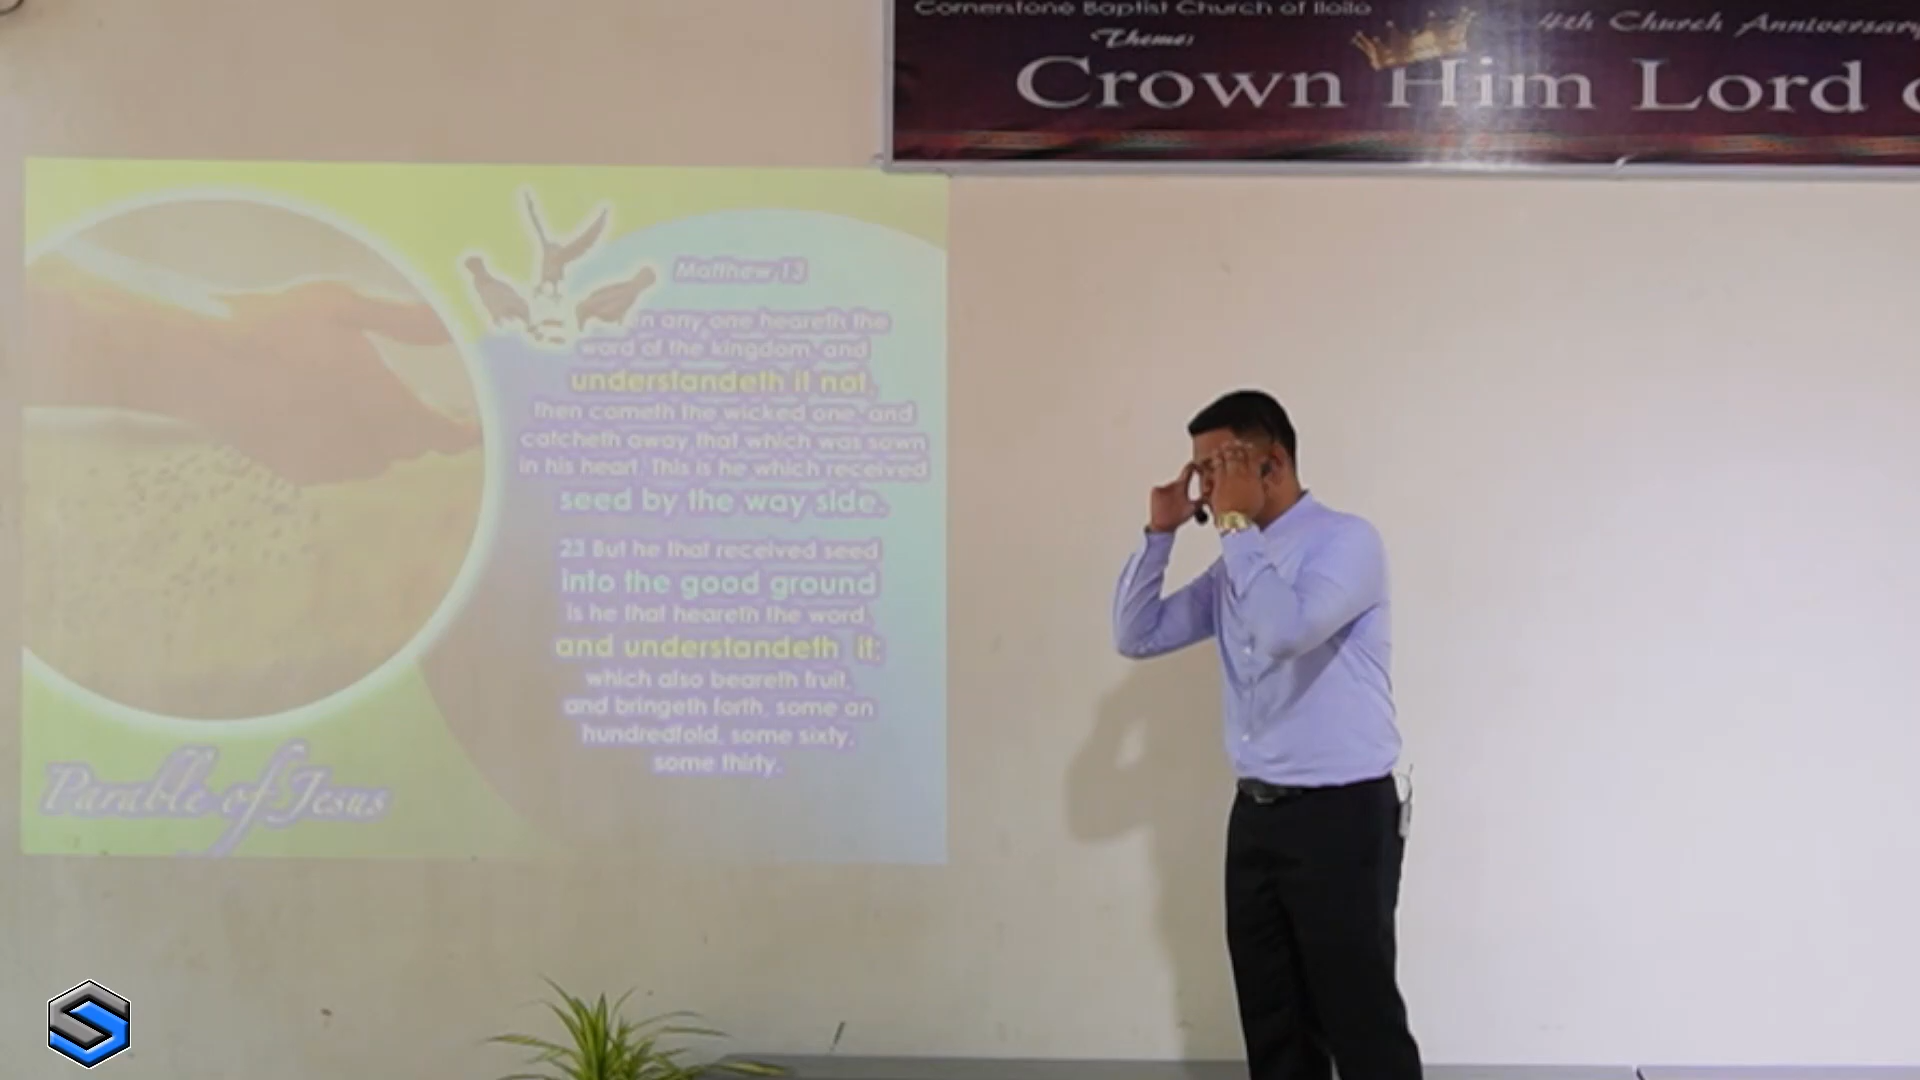 Cornerstone Baptist Church of Iloilo
4th Church Anniversary
Theme:
Crown Him Lord
Matthew 13
any one heareth the
word of the kingdom, and
understandeth it not,
then cometh the wicked one, and
catcheth away that which was sown
in his heart. This is he which received
seed by the way side.
23 But he that received seed
into the good ground
is he that heareth the word,
and understandeth it;
which also beareth fruit,
and bringeth forth, some an
hundredfold, some sixty,
some thirty.
Parable of Jesus